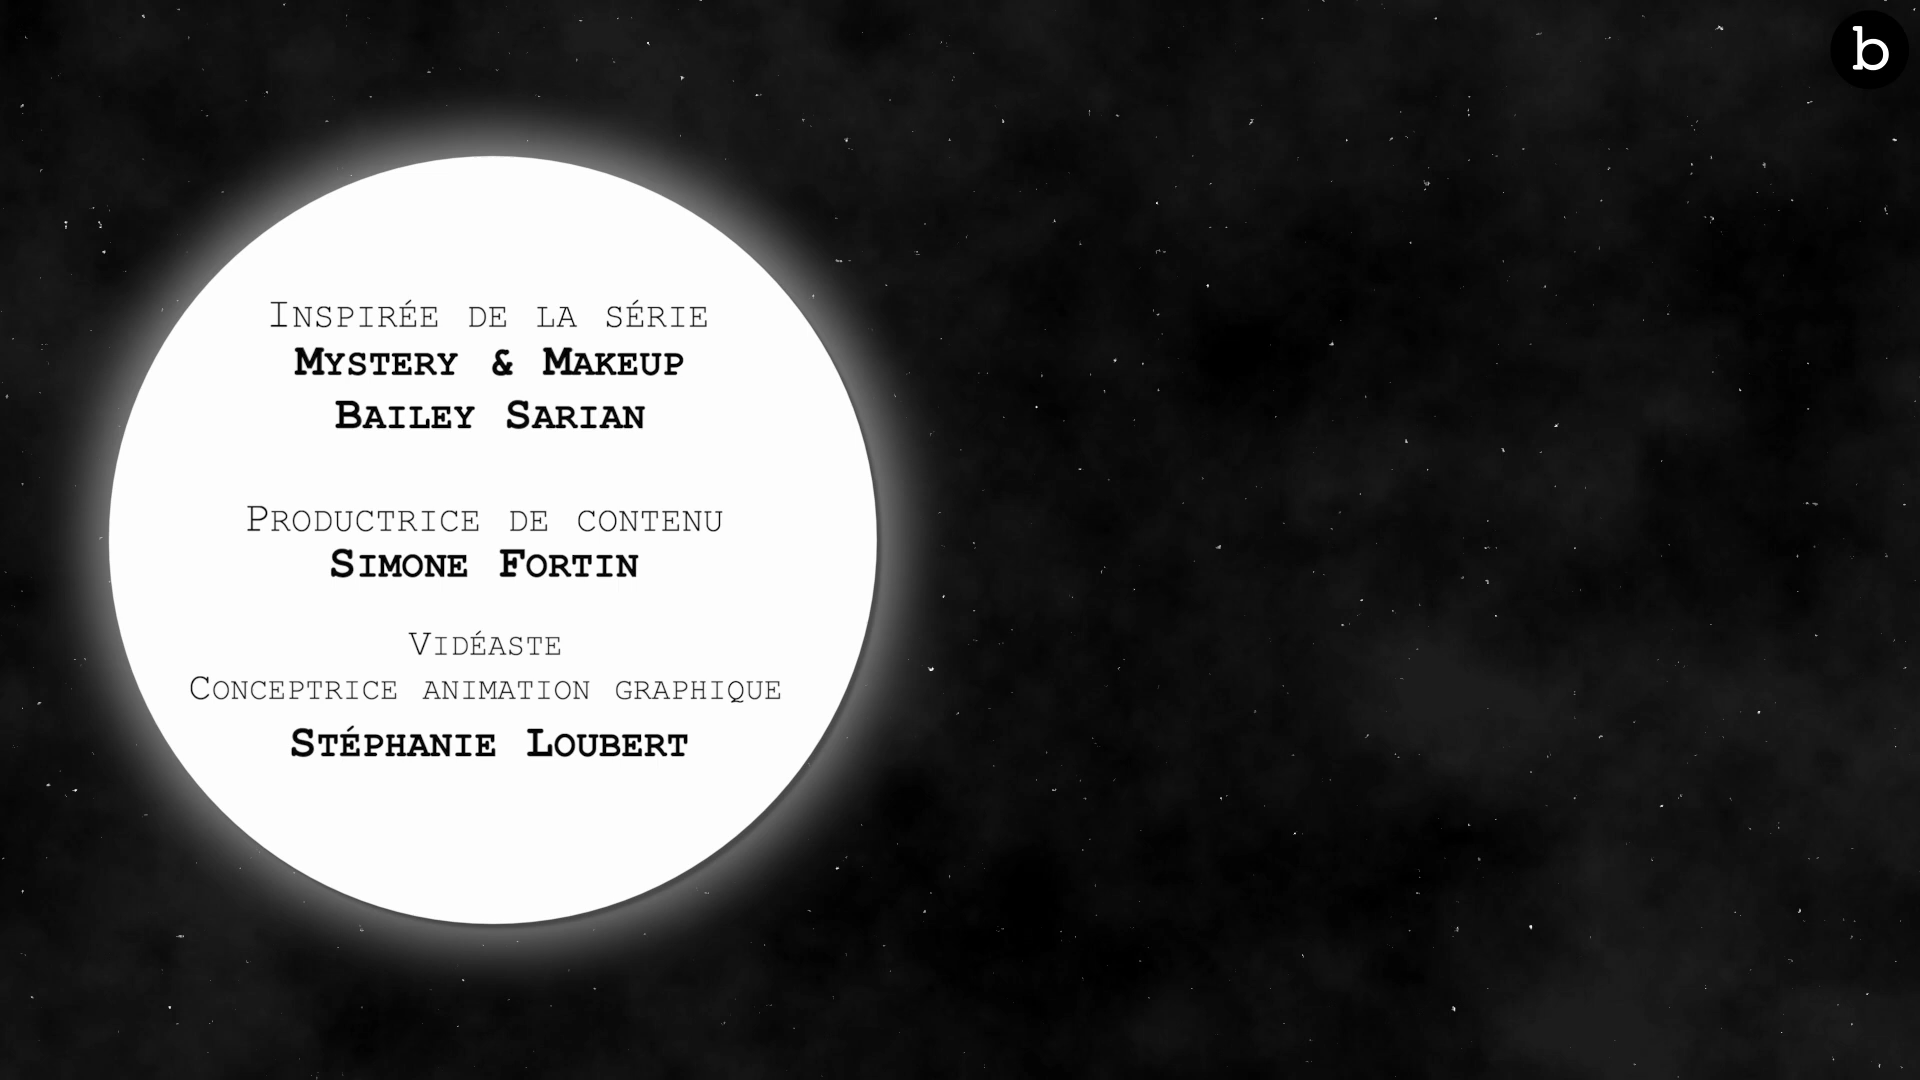 Inspirée de la série
Mystery & Makeup
Bailey Sarian
Productrice de contenu
Simone Fortin
Vidéaste
Conceptrice animation graphique
Stéphanie Loubert
b